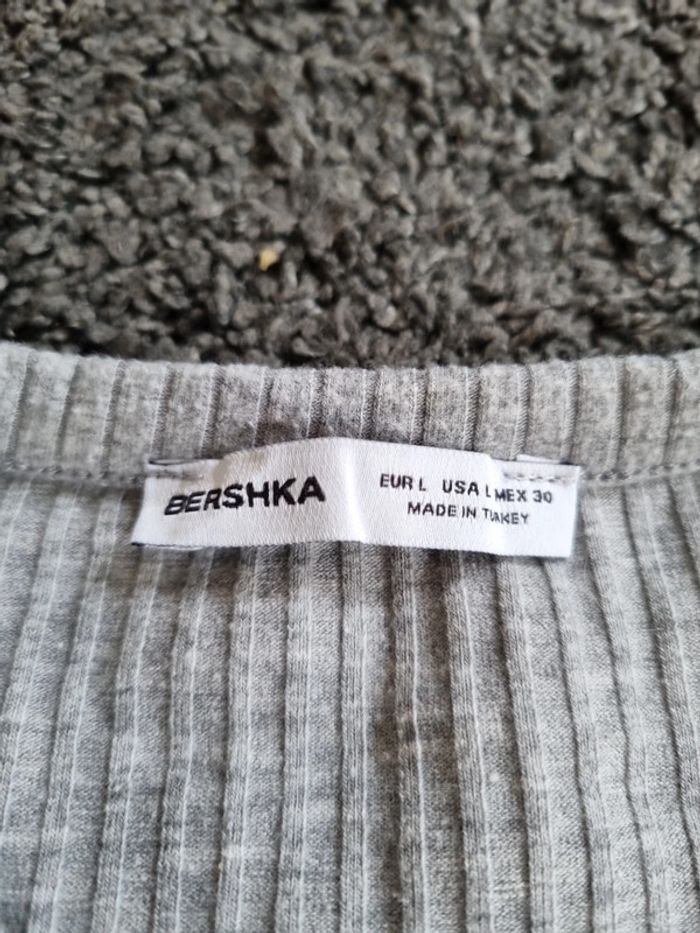 BERSHKA
EUR L USA L MEX 30
MADE IN TURKEY